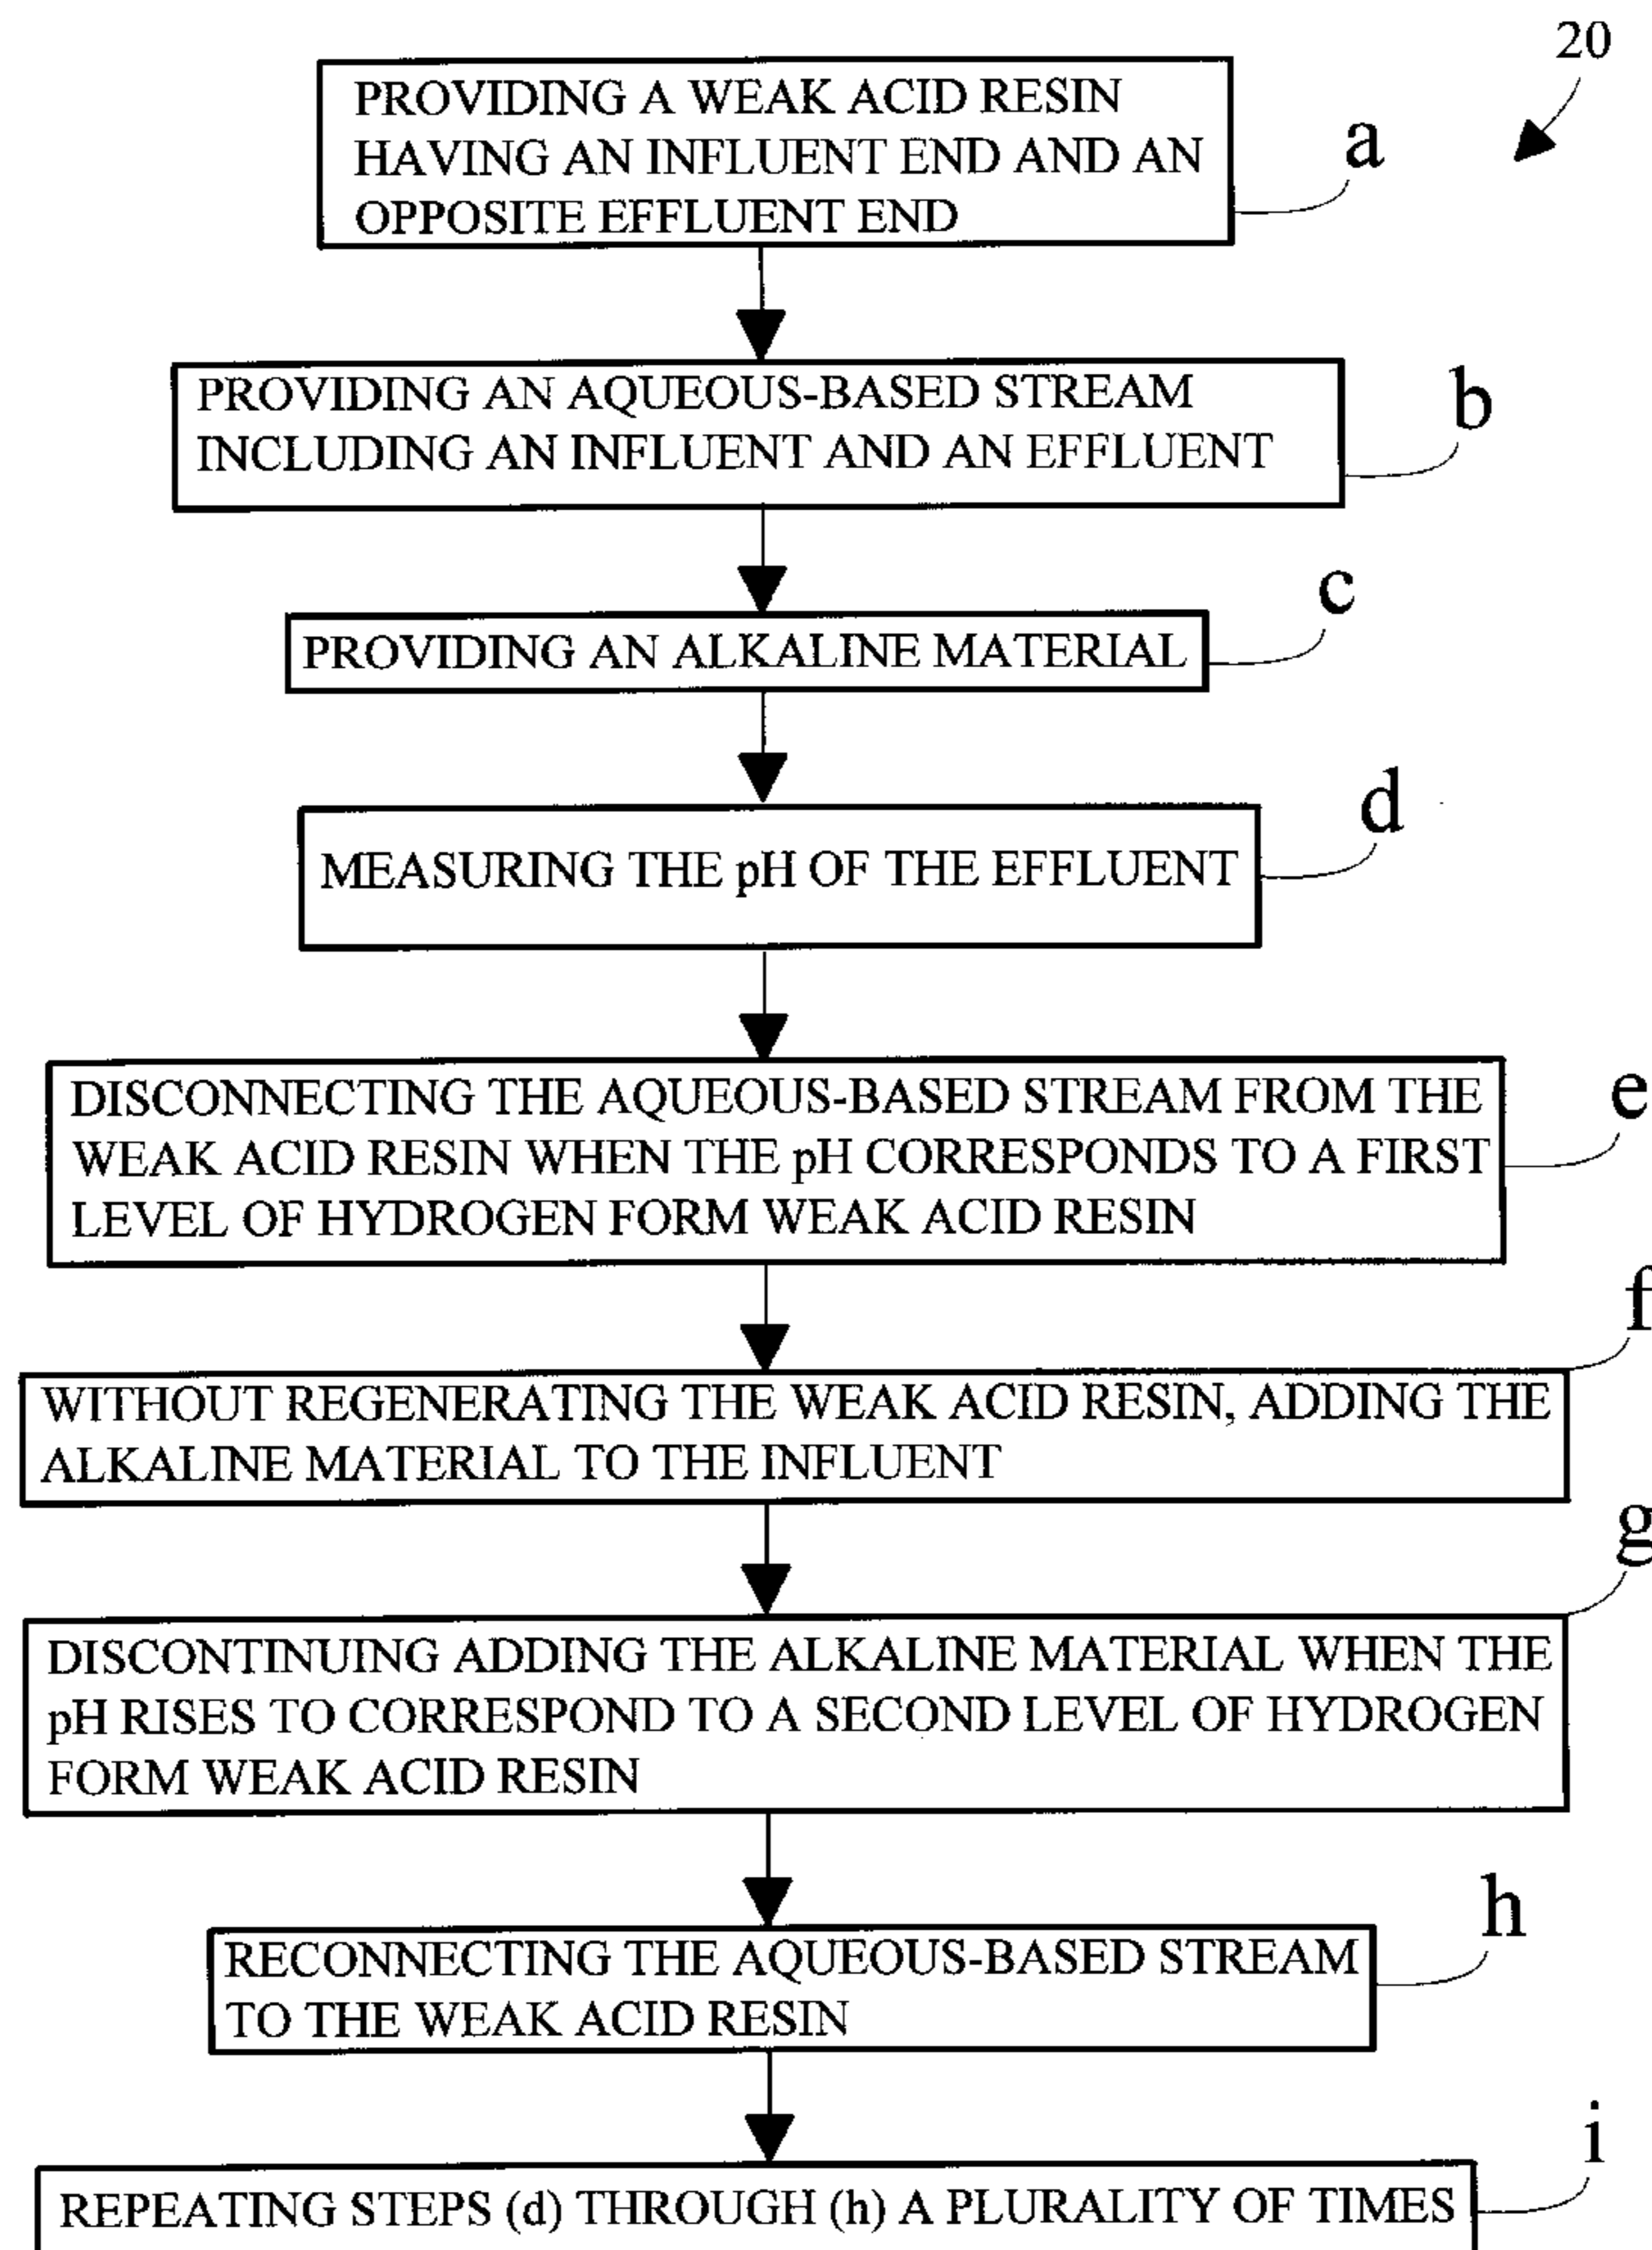 20
PROVIDING A WEAK ACID RESIN
HAVING AN INFLUENT END AND AN
OPPOSITE EFFLUENT END
a
PROVIDING AN AQUEOUS-BASED STREAM
INCLUDING AN INFLUENT AND AN EFFLUENT
b
PROVIDING AN ALKALINE MATERIAL
c
MEASURING THE pH OF THE EFFLUENT
d
DISCONNECTING THE AQUEOUS-BASED STREAM FROM THE
WEAK ACID RESIN WHEN THE pH CORRESPONDS TO A FIRST
LEVEL OF HYDROGEN FORM WEAK ACID RESIN
e
WITHOUT REGENERATING THE WEAK ACID RESIN, ADDING THE
ALKALINE MATERIAL TO THE INFLUENT
f
DISCONTINUING ADDING THE ALKALINE MATERIAL WHEN THE
pH RISES TO CORRESPOND TO A SECOND LEVEL OF HYDROGEN
FORM WEAK ACID RESIN
g
RECONNECTING THE AQUEOUS-BASED STREAM
TO THE WEAK ACID RESIN
h
REPEATING STEPS (d) THROUGH (h) A PLURALITY OF TIMES
i